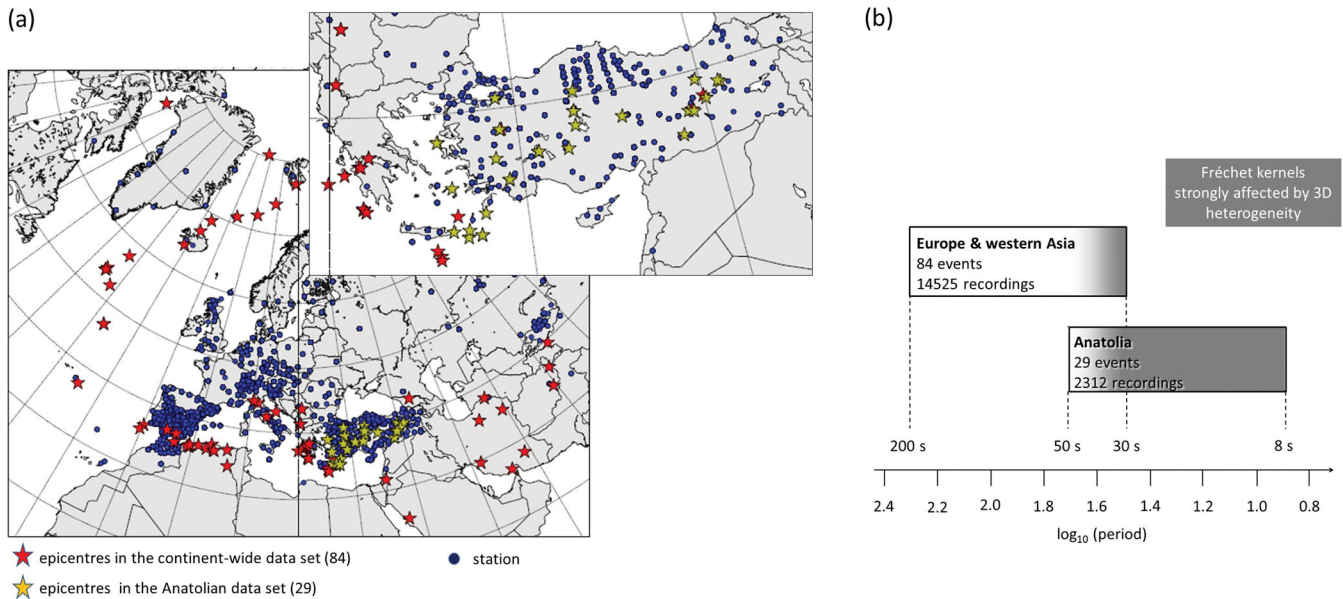 (a)
epicentres in the continent-wide data set (84)
station
epicentres in the Anatolian data set (29)
(b)
Fréchet kernels
strongly affected by 3D
heterogeneity
Europe & western Asia
84 events
14525 recordings
Anatolia
29 events
2312 recordings
200 s 50 s 30 s 8 s
2.4 2.2 2.0 1.8 1.6 1.4 1.2 1.0 0.8
log10 (period)